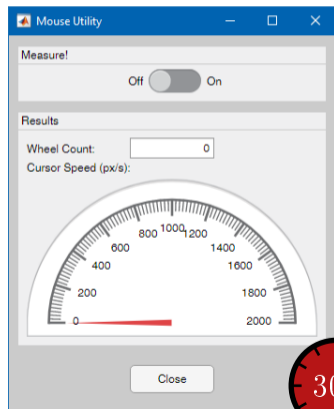 Mouse Utility
Measure!
Off On
Results
Wheel Count: 0
Cursor Speed (px/s):
0
200
400
600
800
1000
1200
1400
1600
1800
2000
Close
30